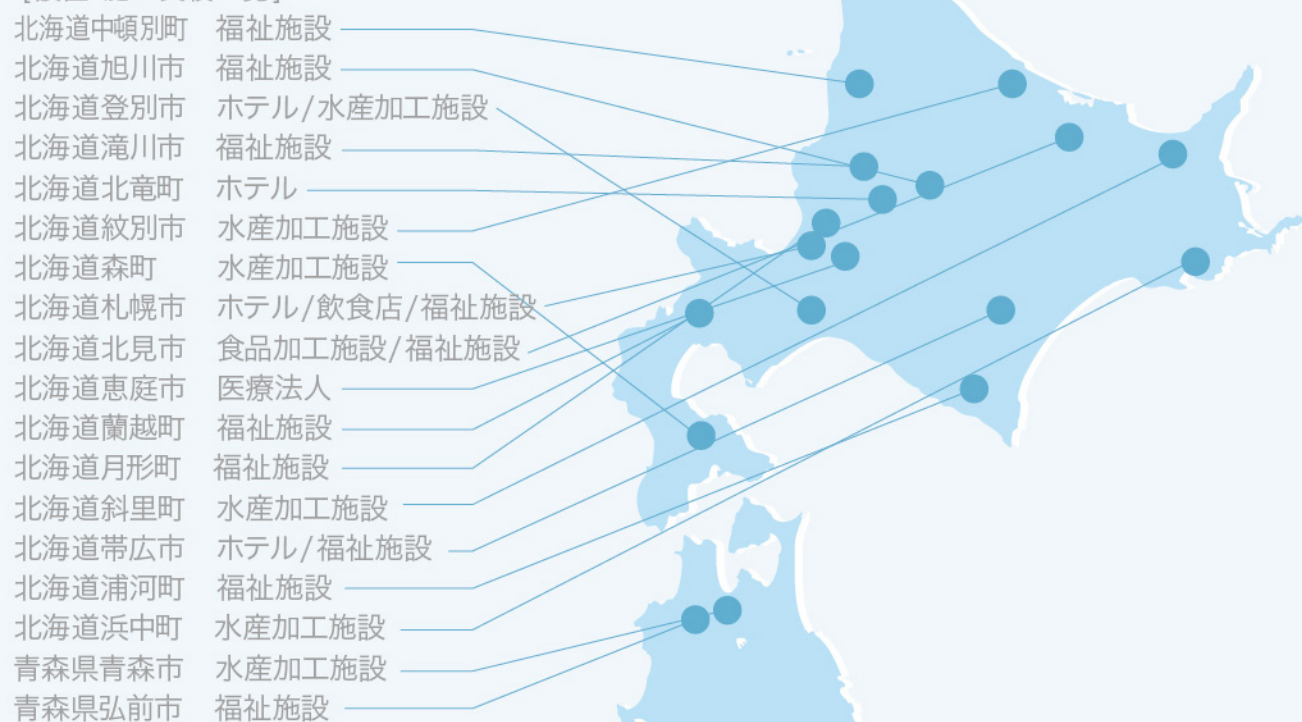 北海道中頓別町　福祉施設
北海道旭川市　福祉施設
北海道登別市　ホテル/水産加工施設
北海道滝川市　福祉施設
北海道北竜町　ホテル
北海道紋別市　水産加工施設
北海道森町　水産加工施設
北海道札幌市　ホテル/飲食店/福祉施設
北海道北見市　食品加工施設/福祉施設
北海道恵庭市　医療法人
北海道蘭越町　福祉施設
北海道月形町　福祉施設
北海道斜里町　水産加工施設
北海道帯広市　ホテル/福祉施設
北海道浦河町　福祉施設
北海道浜中町　水産加工施設
青森県青森市　水産加工施設
青森県弘前市　福祉施設